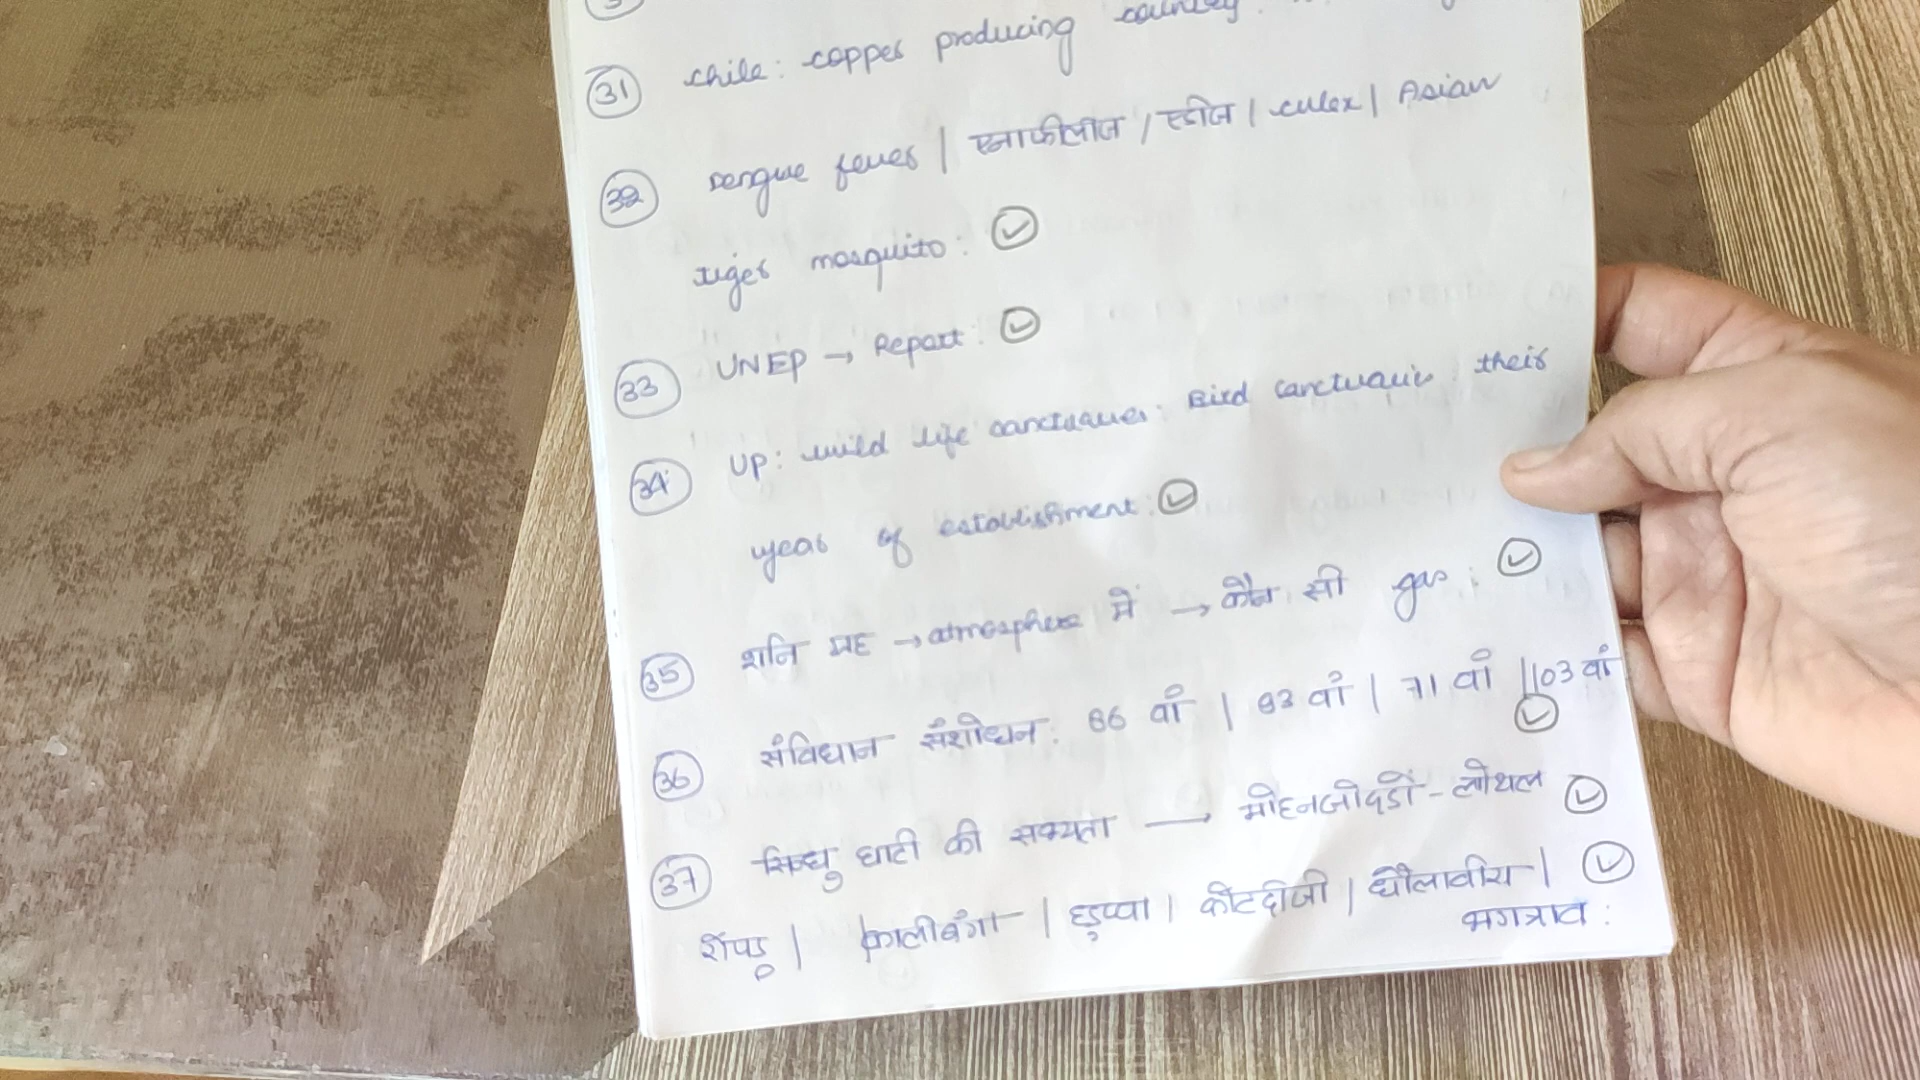 31 chile: copper producing country.
32 Dengue fever | एनाफीलीज / एडीज | culex | Asian
tiger mosquito:
33 UNEP → Report:
34 UP: wild life sanctuaries: Bird sanctuaries their
year of establishment:
35 शनि ग्रह → atmosphere में → कौन सी gas:
36 संविधान संशोधन: 86 वाँ | 93 वाँ | 71 वाँ | 103 वां
37 सिन्धु घाटी की सभ्यता → मोहनजोदड़ों - लोथल
रोपड़ | कालीबंगा | हड़प्पा | कोटदीजी | धौलावीरा |
भगत्राव: